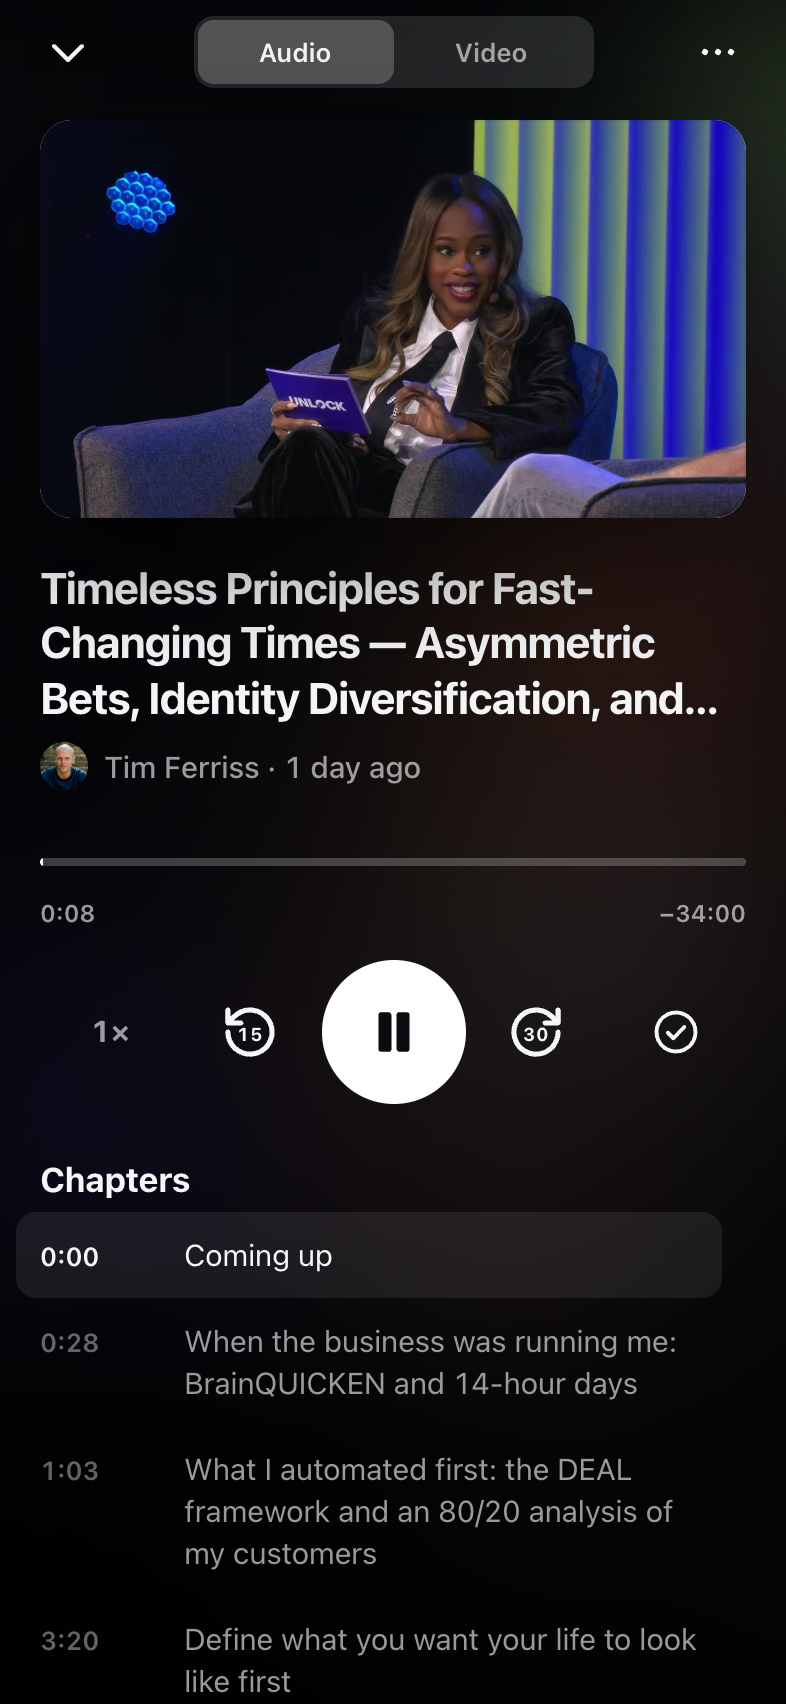 Audio
Video
UNLOCK
Timeless Principles for Fast-
Changing Times — Asymmetric
Bets, Identity Diversification, and...
Tim Ferriss · 1 day ago
0:08
–34:00
1×
15
30
Chapters
0:00 Coming up
0:28 When the business was running me:
BrainQUICKEN and 14-hour days
1:03 What I automated first: the DEAL
framework and an 80/20 analysis of
my customers
3:20 Define what you want your life to look
like first